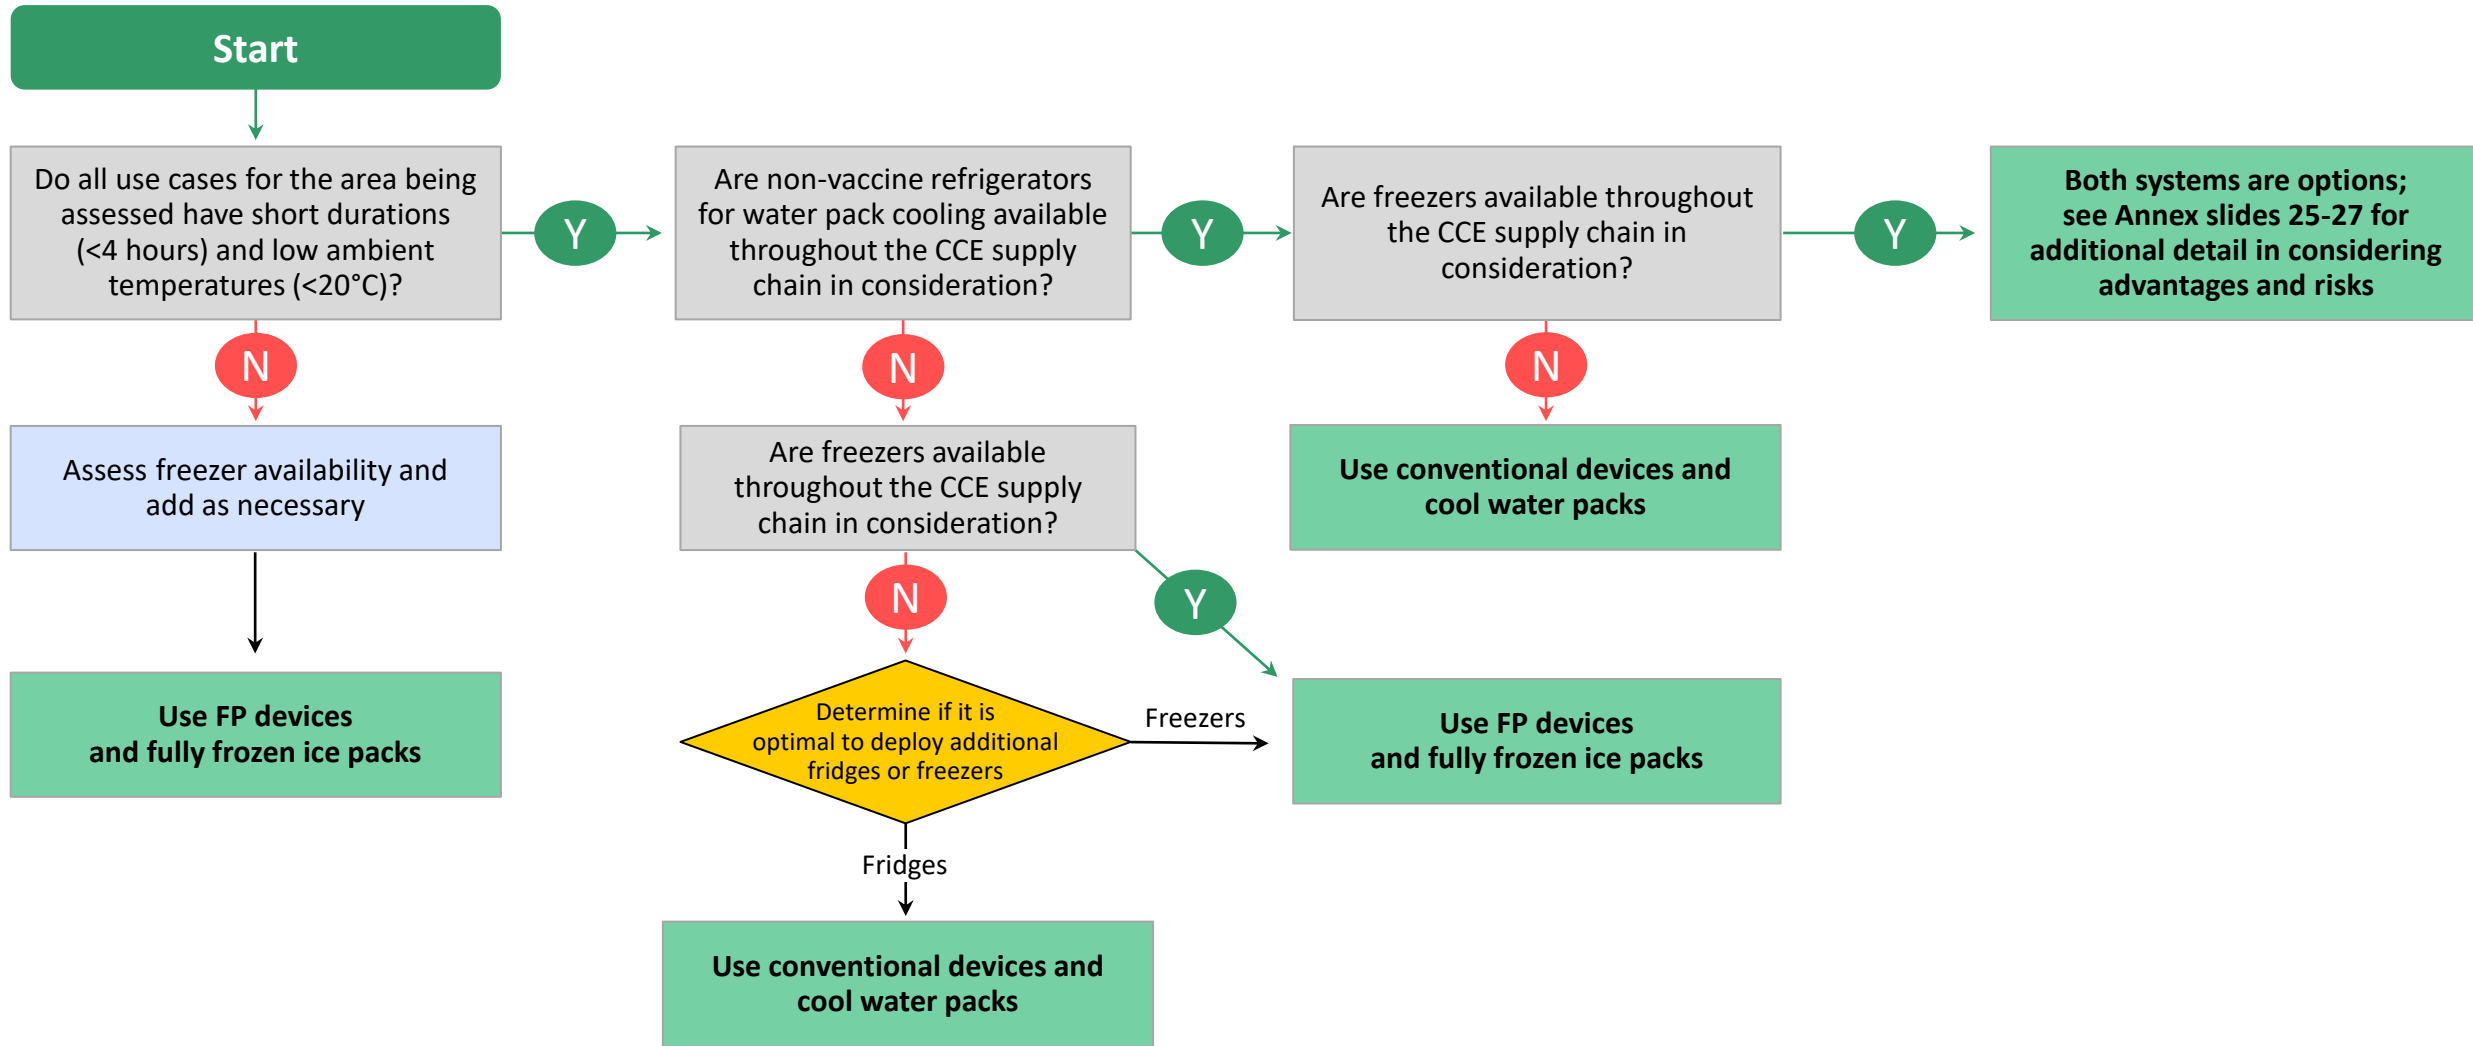 Start
Do all use cases for the area being
assessed have short durations
(<4 hours) and low ambient
temperatures (<20°C)?
Y
Are non-vaccine refrigerators
for water pack cooling available
throughout the CCE supply
chain in consideration?
Y
Are freezers available throughout
the CCE supply chain in
consideration?
Y
Both systems are options;
see Annex slides 25-27 for
additional detail in considering
advantages and risks
N
N
N
Assess freezer availability and
add as necessary
Are freezers available
throughout the CCE supply
chain in consideration?
Use conventional devices and
cool water packs
N
Y
Use FP devices
and fully frozen ice packs
Determine if it is
optimal to deploy additional
fridges or freezers
Freezers
Use FP devices
and fully frozen ice packs
Fridges
Use conventional devices and
cool water packs